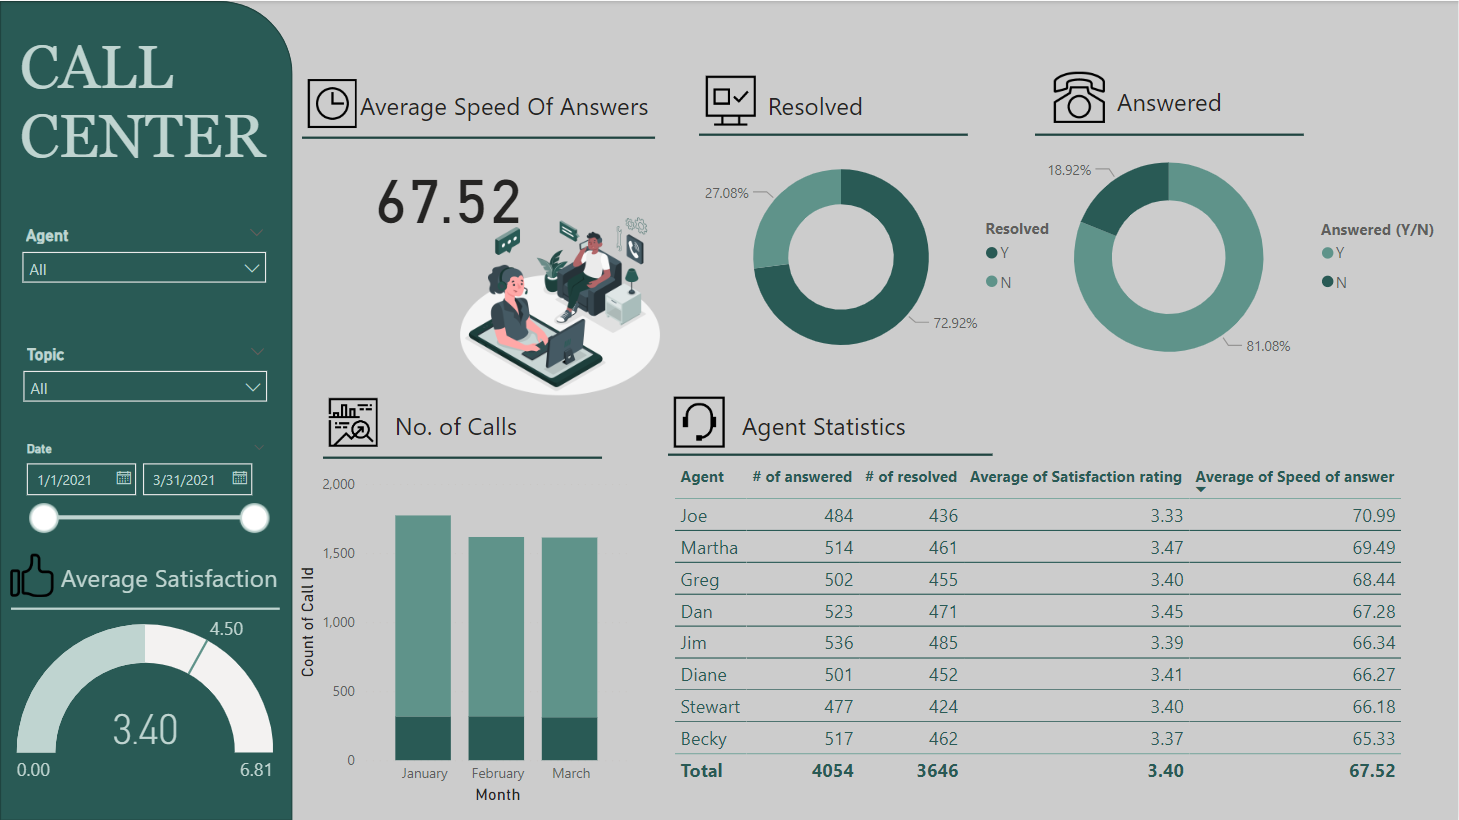 CALL
CENTER
Agent
All
Topic
All
Date
1/1/2021 3/31/2021
Average Satisfaction
4.50
3.40
0.00 6.81
Average Speed Of Answers
67.52
Resolved
27.08%
72.92%
Resolved
Y
N
Answered
18.92%
81.08%
Answered (Y/N)
Y
N
No. of Calls
Count of Call Id
2,000
1,500
1,000
500
0
January February March
Month
Agent Statistics
Agent # of answered # of resolved Average of Satisfaction rating Average of Speed of answer
Joe 484 436 3.33 70.99
Martha 514 461 3.47 69.49
Greg 502 455 3.40 68.44
Dan 523 471 3.45 67.28
Jim 536 485 3.39 66.34
Diane 501 452 3.41 66.27
Stewart 477 424 3.40 66.18
Becky 517 462 3.37 65.33
Total 4054 3646 3.40 67.52